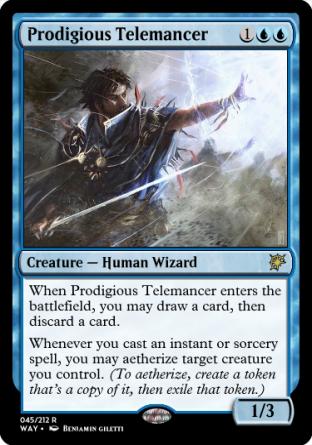 Prodigious Telemancer 1
Creature — Human Wizard
When Prodigious Telemancer enters the
battlefield, you may draw a card, then
discard a card.
Whenever you cast an instant or sorcery
spell, you may aetherize target creature
you control. (To aetherize, create a token
that's a copy of it, then exile that token.)
1/3
045/212 R
WAY • Benjamin Giletti